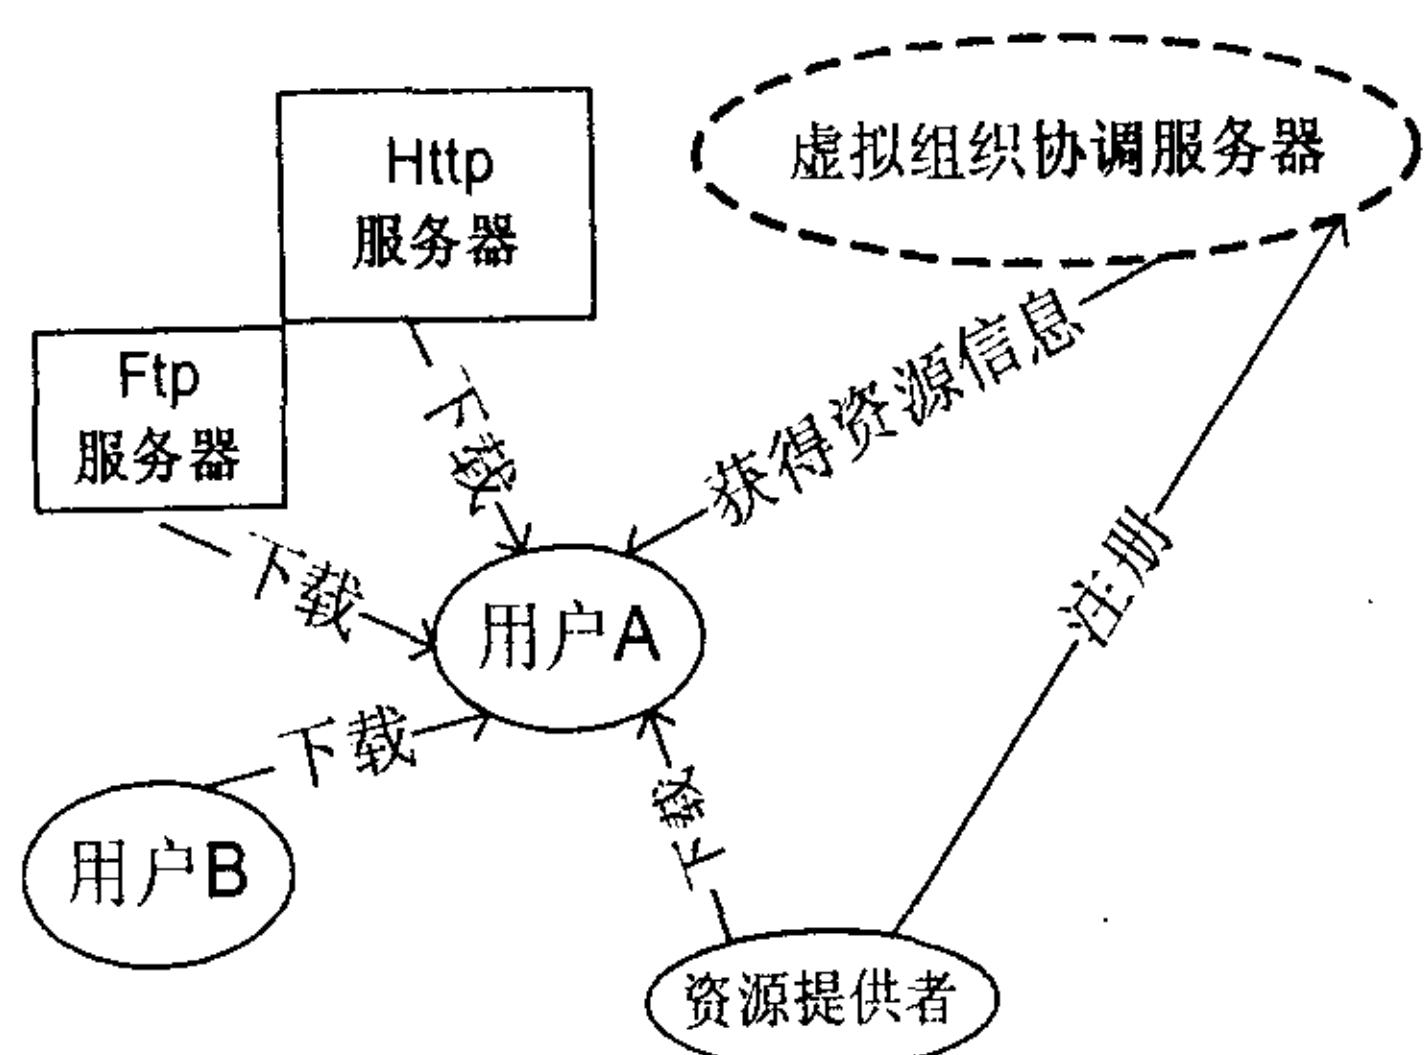 Http
服务器
虚拟组织协调服务器
Ftp
服务器
下载
获得资源信息
下载
注册
用户A
下载
下载
用户B
资源提供者